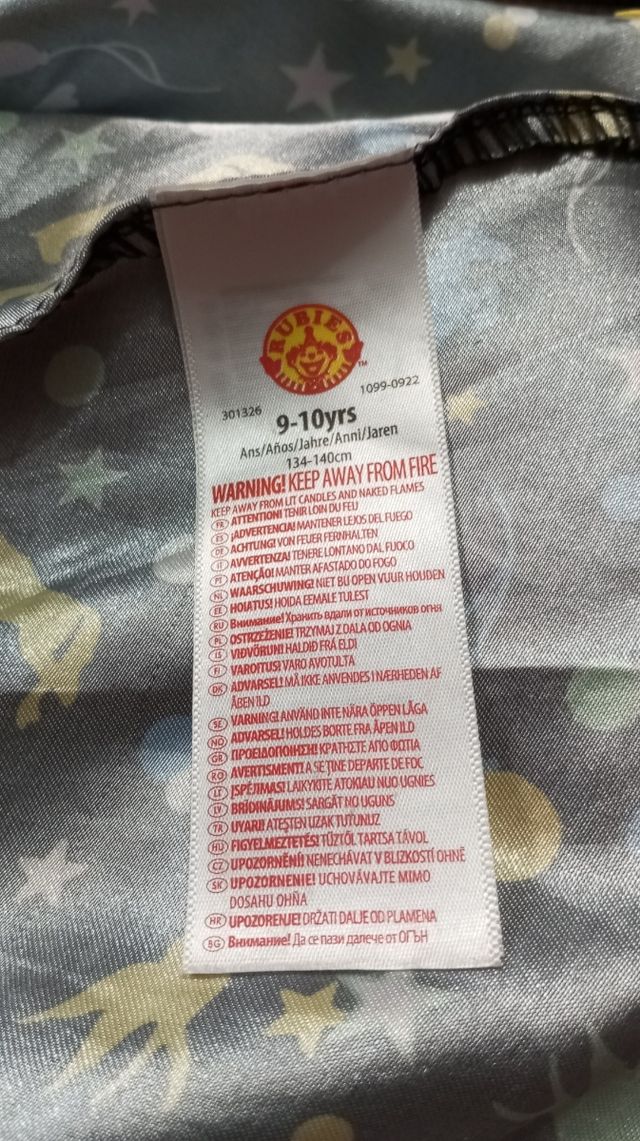 RUBIES
TM
301326
1099-0922
9-10yrs
Ans/Años/Jahre/Anni/Jaren
134-140cm
WARNING! KEEP AWAY FROM FIRE
KEEP AWAY FROM LIT CANDLES AND NAKED FLAMES
FR ATTENTION! TENIR LOIN DU FEU
ES ¡ADVERTENCIA! MANTENER LEJOS DEL FUEGO
DE ACHTUNG! VON FEUER FERNHALTEN
IT AVVERTENZA! TENERE LONTANO DAL FUOCO
PT ATENÇÃO! MANTER AFASTADO DO FOGO
NL WAARSCHUWING! NIET BIJ OPEN VUUR HOUDEN
EE HOIATUS! HOIDA EEMALE TULEST
RU Внимание! Хранить вдали от источников огня
PL OSTRZEŻENIE! TRZYMAJ Z DALA OD OGNIA
IS VIÐVÖRUN! HALDIÐ FRÁ ELDI
FI VAROITUS! VARO AVOTULTA
DK ADVARSEL! MÅ IKKE ANVENDES I NÆRHEDEN AF
ÅBEN ILD
SE VARNING! ANVÄND INTE NÄRA ÖPPEN LÅGA
NO ADVARSEL! HOLDES BORTE FRA ÅPEN ILD
GR ΠΡΟΕΙΔΟΠΟΙΗΣΗ! ΚΡΑΤΗΣΤΕ ΑΠΟ ΦΩΤΙΑ
RO AVERTISMENT! A SE ȚINE DEPARTE DE FOC
LT ĮSPĖJIMAS! LAIKYKITE ATOKIAU NUO UGNIES
LV BRĪDINĀJUMS! SARGĀT NO UGUNS
TR UYARI! ATEŞTEN UZAK TUTUNUZ
HU FIGYELMEZTETÉS! TŰZTŐL TARTSA TÁVOL
CZ UPOZORNĚNÍ! NENECHÁVAT V BLÍZKOSTI OHNĚ
SK UPOZORNENIE! UCHOVÁVAJTE MIMO
DOSAHU OHŇA
HR UPOZORENJE! DRŽATI DALJE OD PLAMENA
BG Внимание! Да се пази далече от ОГЪН